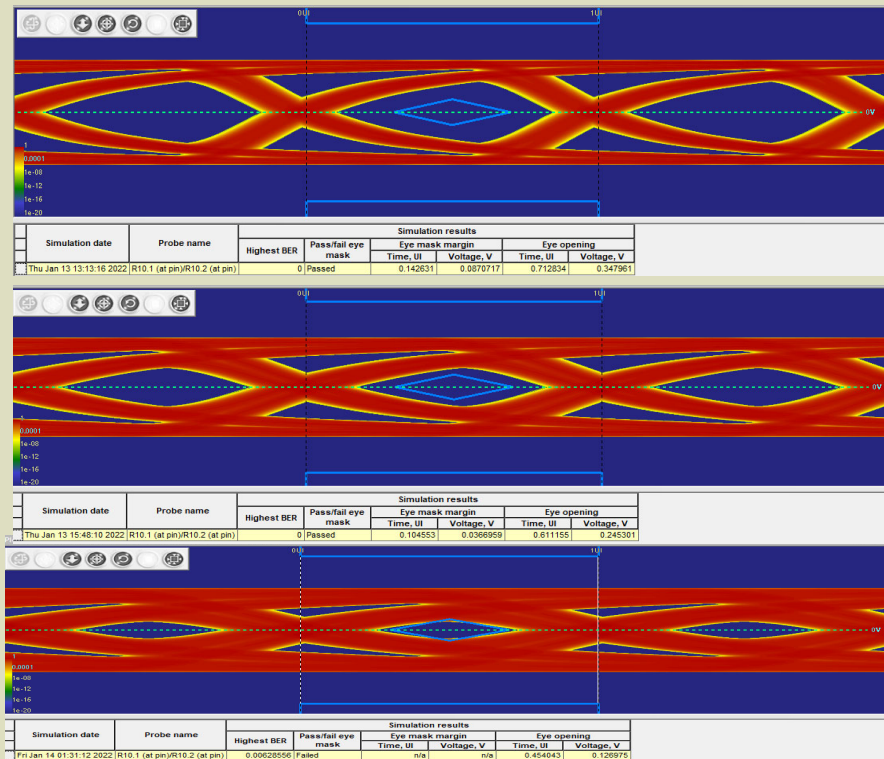 0UI 1UI
0V
1
0.0001
1e-08
1e-12
1e-16
1e-20
Simulation date Probe name Simulation results
Highest BER Pass/fail eye mask Eye mask margin Eye opening
Time, UI Voltage, V Time, UI Voltage, V
Thu Jan 13 13:13:16 2022 R10.1 (at pin)/R10.2 (at pin) 0 Passed 0.142631 0.0870717 0.712834 0.347961
0UI 1UI
0V
1
0.0001
1e-08
1e-12
1e-16
1e-20
Simulation date Probe name Simulation results
Highest BER Pass/fail eye mask Eye mask margin Eye opening
Time, UI Voltage, V Time, UI Voltage, V
Thu Jan 13 15:48:10 2022 R10.1 (at pin)/R10.2 (at pin) 0 Passed 0.104553 0.0366959 0.611155 0.245301
0UI 1UI
0V
1
0.0001
1e-08
1e-12
1e-16
1e-20
Simulation date Probe name Simulation results
Highest BER Pass/fail eye mask Eye mask margin Eye opening
Time, UI Voltage, V Time, UI Voltage, V
Fri Jan 14 01:31:12 2022 R10.1 (at pin)/R10.2 (at pin) 0.00628556 Failed n/a n/a 0.454043 0.126975